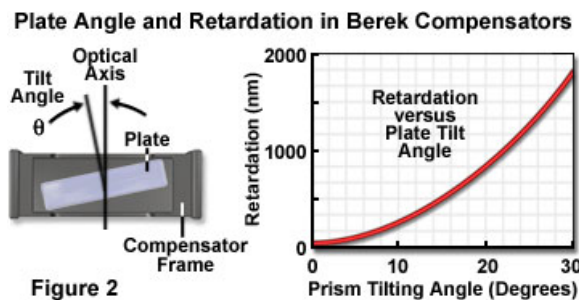 Plate Angle and Retardation in Berek Compensators
Optical
Axis
Tilt
Angle
θ
Plate
Compensator
Frame
Figure 2
Retardation (nm)
2000
1000
0
Retardation
versus
Plate Tilt
Angle
0 10 20 30
Prism Tilting Angle (Degrees)